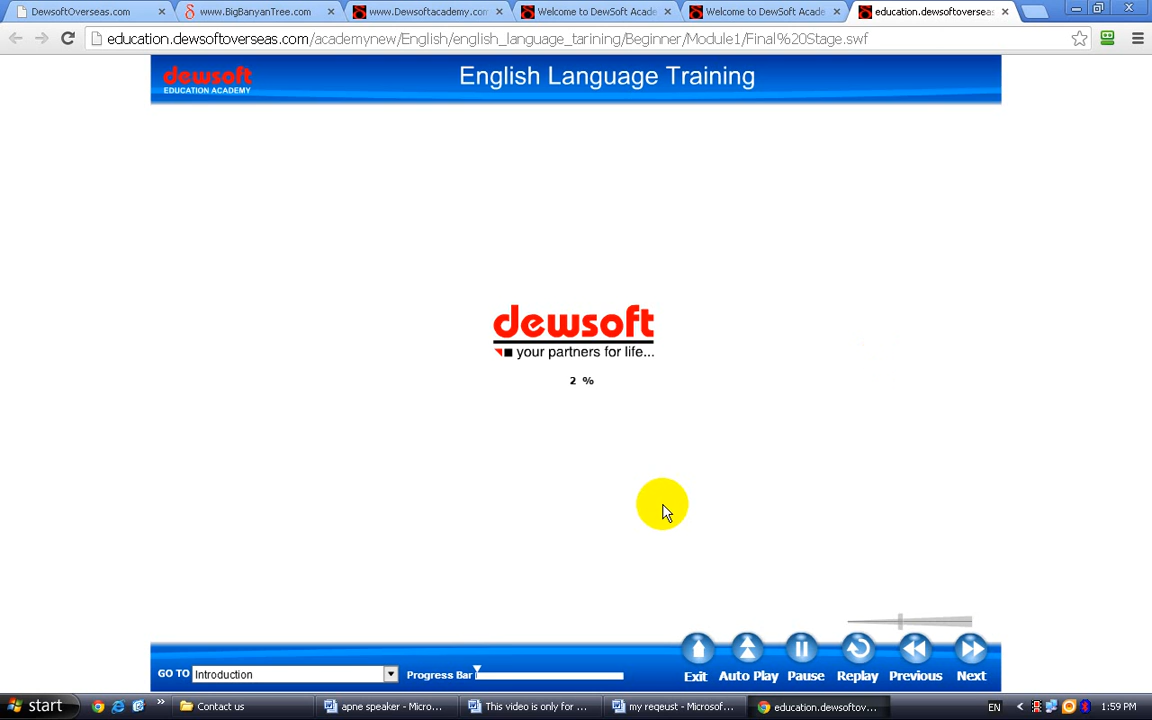 DewsoftOverseas.com
www.BigBanyanTree.com
www.Dewsoftacademy.com
Welcome to DewSoft Acade
Welcome to DewSoft Acade
education.dewsoftoverseas
education.dewsoftoverseas.com/academynew/English/english_language_tarining/Beginner/Module1/Final%20Stage.swf
dewsoft
EDUCATION ACADEMY
English Language Training
dewsoft
your partners for life...
2 %
GO TO Introduction Progress Bar Exit Auto Play Pause Replay Previous Next
start Contact us apne speaker - Micro... This video is only for ... my reqeust - Microsof... education.dewsoftov... EN 1:59 PM